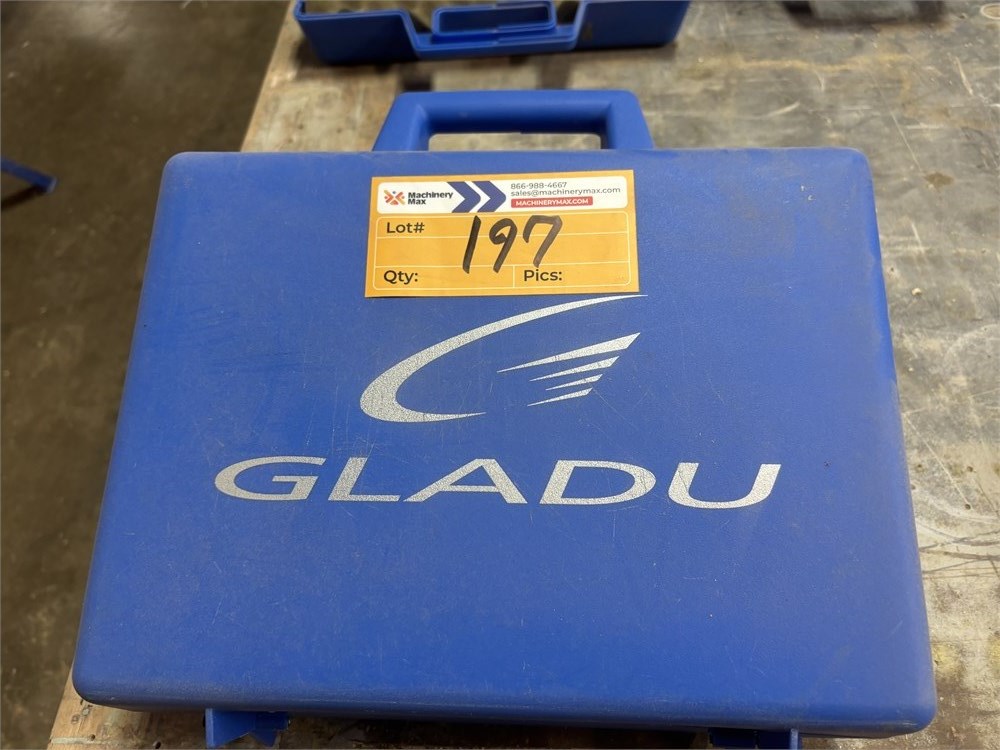 Machinery
Max
866-988-4667
sales@machinerymax.com
MACHINERYMAX.COM
Lot# 197
Qty: Pics:
GLADU